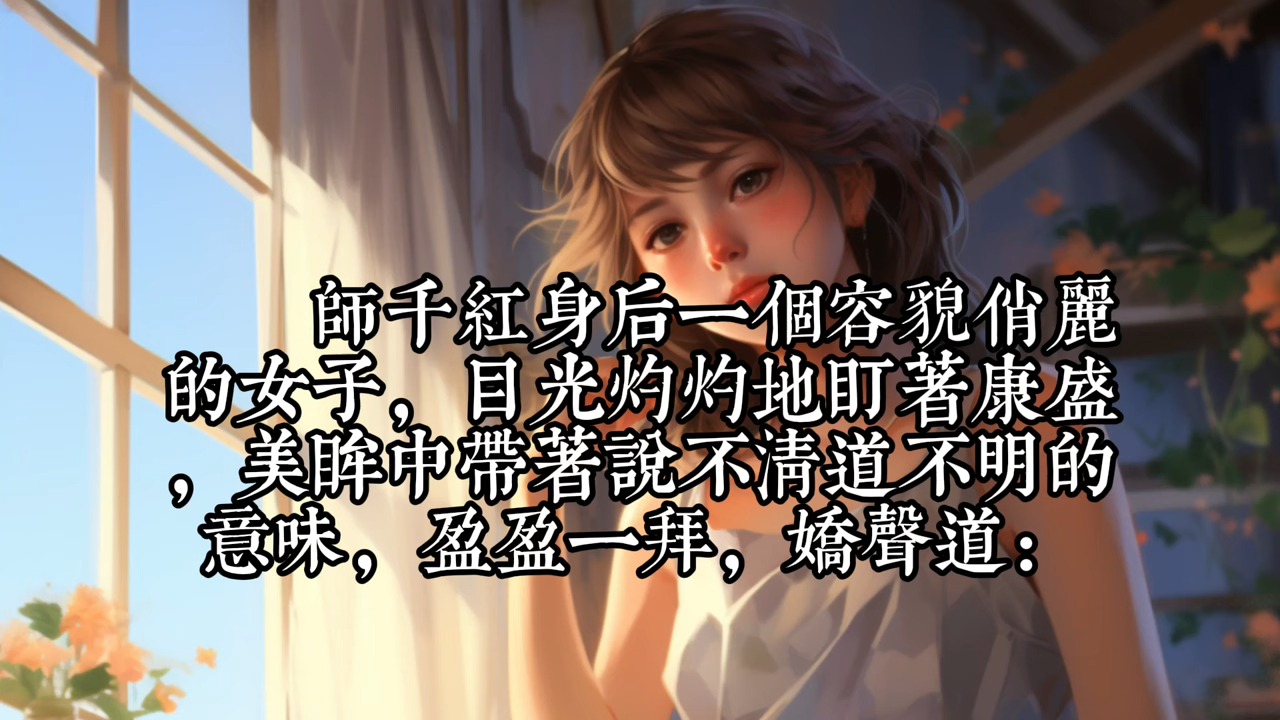 師千紅身后一個容貌俏麗
的女子，目光灼灼地盯著康盛
，美眸中帶著說不清道不明的
意味，盈盈一拜，嬌聲道：